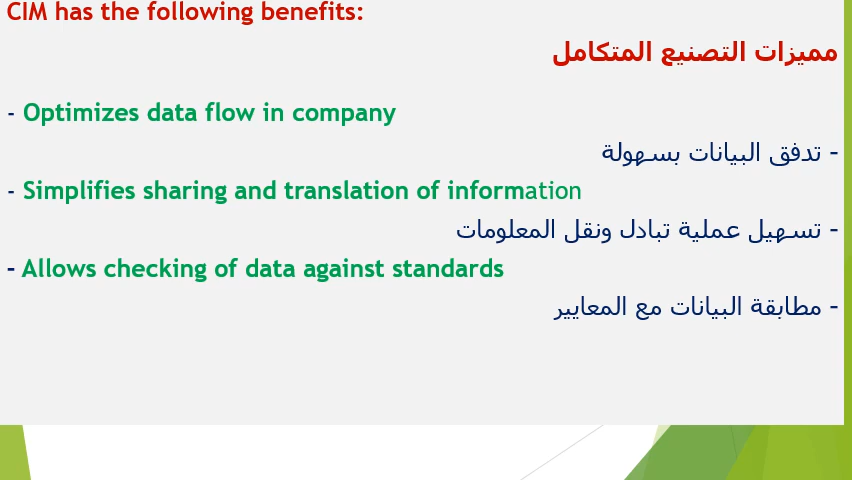 CIM has the following benefits:
مميزات التصنيع المتكامل
- Optimizes data flow in company
- تدفق البيانات بسهولة
- Simplifies sharing and translation of information
- تسهيل عملية تبادل ونقل المعلومات
- Allows checking of data against standards
- مطابقة البيانات مع المعايير